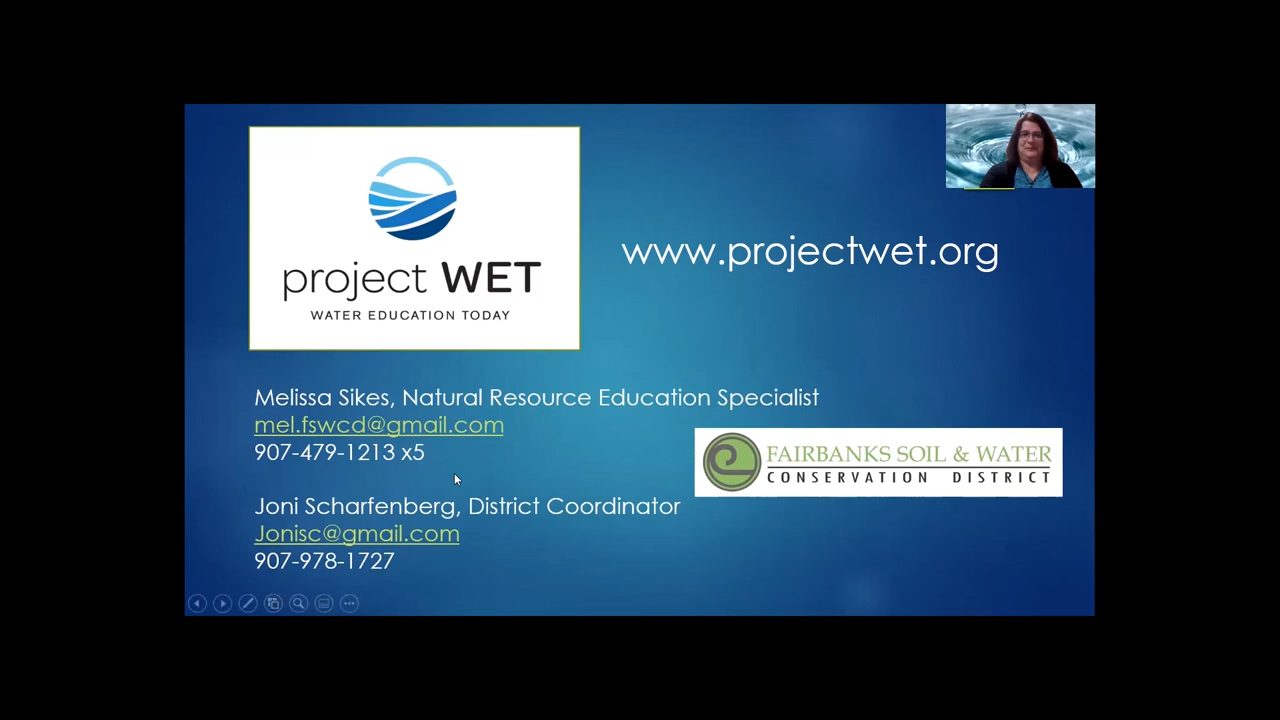 project WET
WATER EDUCATION TODAY
www.projectwet.org
Melissa Sikes, Natural Resource Education Specialist
mel.fswcd@gmail.com
907-479-1213 x5
FAIRBANKS SOIL & WATER
CONSERVATION DISTRICT
Joni Scharfenberg, District Coordinator
Jonisc@gmail.com
907-978-1727